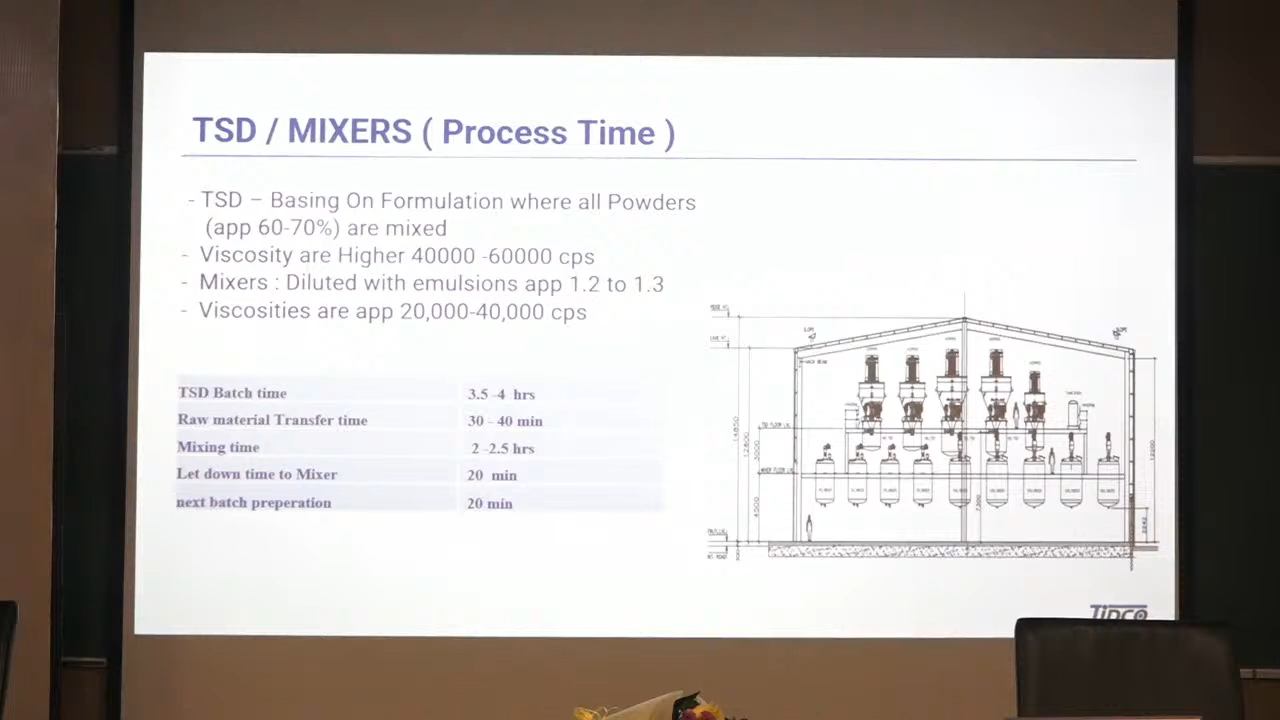 TSD / MIXERS ( Process Time )
- TSD – Basing On Formulation where all Powders
(app 60-70%) are mixed
- Viscosity are Higher 40000 -60000 cps
- Mixers : Diluted with emulsions app 1.2 to 1.3
- Viscosities are app 20,000-40,000 cps
TSD Batch time 3.5 -4 hrs
Raw material Transfer time 30 - 40 min
Mixing time 2 -2.5 hrs
Let down time to Mixer 20 min
next batch preperation 20 min
SLOPE
SLOPE
TIPCO